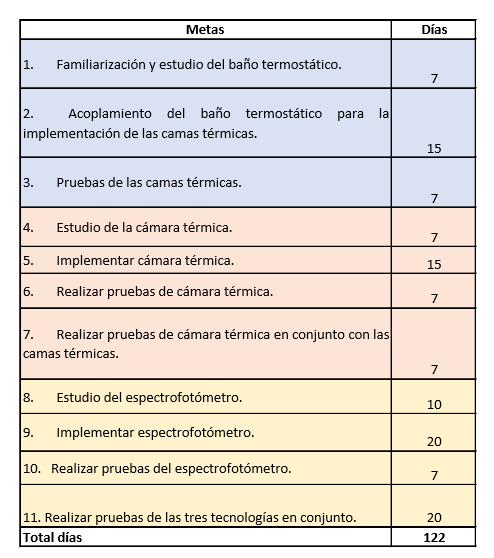 Metas Días
1. Familiarización y estudio del baño termostático. 7
2. Acoplamiento del baño termostático para la
implementación de las camas térmicas. 15
3. Pruebas de las camas térmicas. 7
4. Estudio de la cámara térmica. 7
5. Implementar cámara térmica. 15
6. Realizar pruebas de cámara térmica. 7
7. Realizar pruebas de cámara térmica en conjunto con las
camas térmicas. 7
8. Estudio del espectrofotómetro. 10
9. Implementar espectrofotómetro. 20
10. Realizar pruebas del espectrofotómetro. 7
11. Realizar pruebas de las tres tecnologías en conjunto. 20
Total días 122